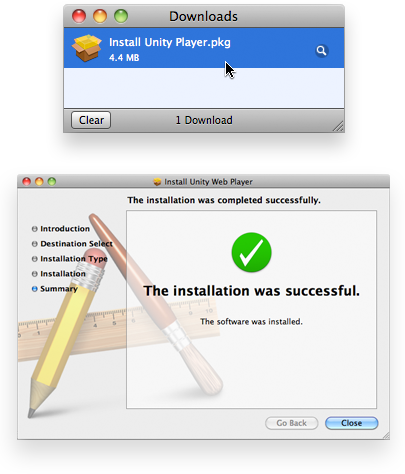 Downloads
Install Unity Player.pkg
4.4 MB
Clear
1 Download
Install Unity Web Player
The installation was completed successfully.
Introduction
Destination Select
Installation Type
Installation
Summary
The installation was successful.
The software was installed.
Go Back
Close